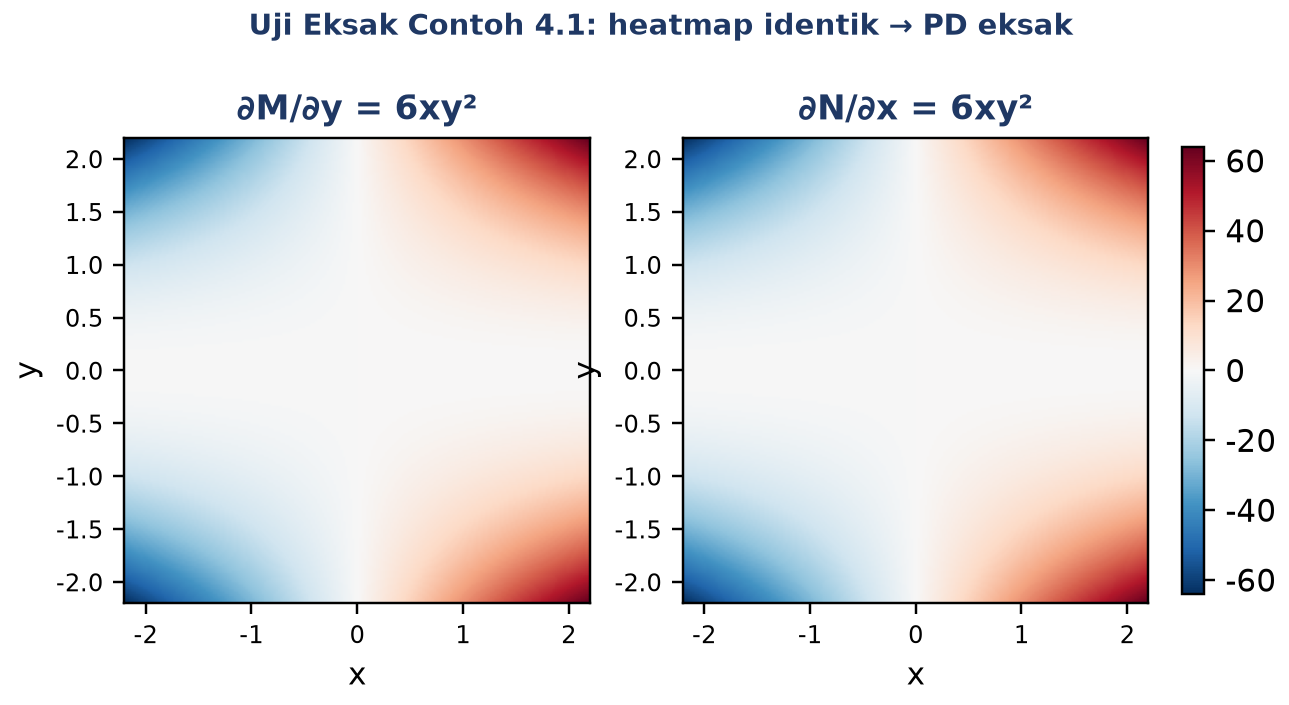 Uji Eksak Contoh 4.1: heatmap identik → PD eksak
∂M/∂y = 6xy²
2.0
1.5
1.0
0.5
0.0
-0.5
-1.0
-1.5
-2.0
y
-2 -1 0 1 2
x
∂N/∂x = 6xy²
2.0
1.5
1.0
0.5
0.0
-0.5
-1.0
-1.5
-2.0
y
-2 -1 0 1 2
x
60
40
20
0
-20
-40
-60